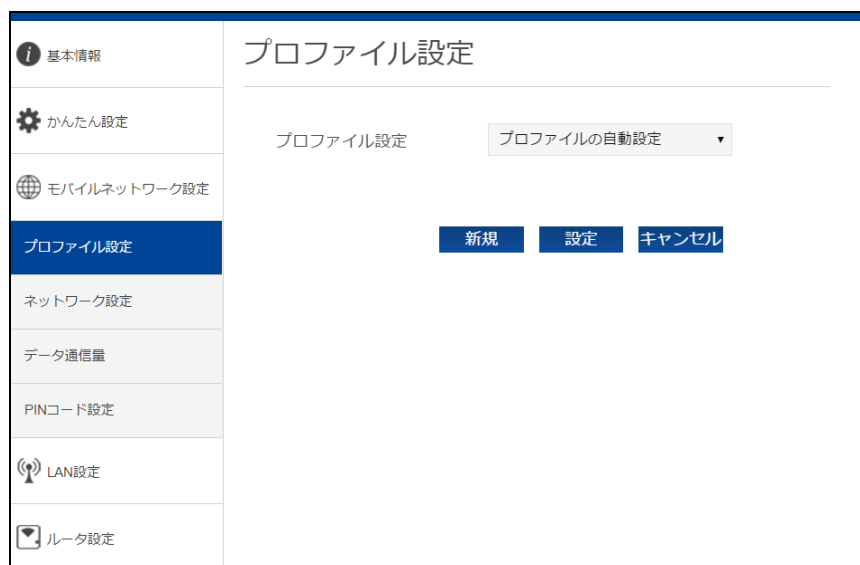 基本情報
かんたん設定
モバイルネットワーク設定
プロファイル設定
ネットワーク設定
データ通信量
PINコード設定
LAN設定
ルータ設定
プロファイル設定
プロファイル設定 プロファイルの自動設定
新規 設定 キャンセル